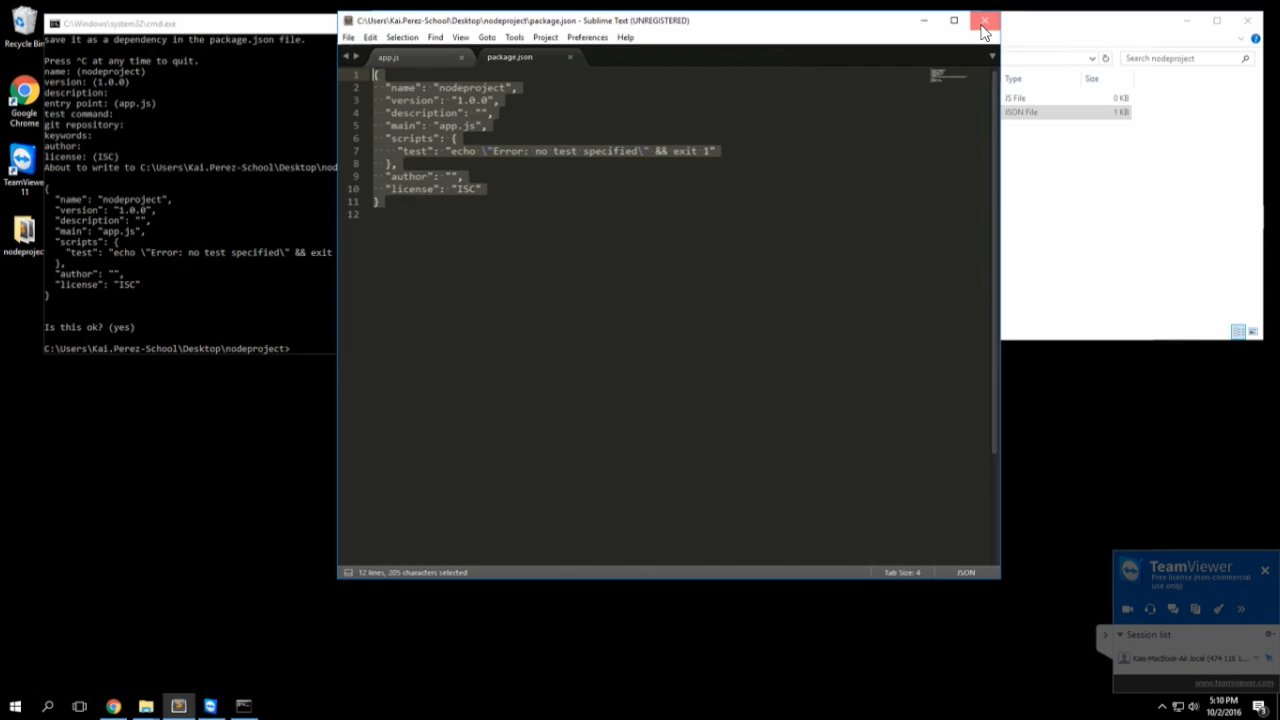 Recycle Bin
Google
Chrome
TeamViewer
11
nodeproject
C:\Windows\system32\cmd.exe
save it as a dependency in the package.json file.
Press ^C at any time to quit.
name: (nodeproject)
version: (1.0.0)
description:
entry point: (app.js)
test command:
git repository:
keywords:
author:
license: (ISC)
About to write to C:\Users\Kai.Perez-School\Desktop\nod
{
"name": "nodeproject",
"version": "1.0.0",
"description": "",
"main": "app.js",
"scripts": {
"test": "echo \"Error: no test specified\" && exit
},
"author": "",
"license": "ISC"
}
Is this ok? (yes)
C:\Users\Kai.Perez-School\Desktop\nodeproject>
C:\Users\Kai.Perez-School\Desktop\nodeproject\package.json - Sublime Text (UNREGISTERED)
File Edit Selection Find View Goto Tools Project Preferences Help
app.js package.json
1 {
2 "name": "nodeproject",
3 "version": "1.0.0",
4 "description": "",
5 "main": "app.js",
6 "scripts": {
7 "test": "echo \"Error: no test specified\" && exit 1"
8 },
9 "author": "",
10 "license": "ISC"
11 }
12
12 lines, 205 characters selected Tab Size: 4 JSON
Search nodeproject
Type Size
JS File 0 KB
JSON File 1 KB
TeamViewer
Free license (non-commercial
use only)
Session list
Kais-MacBook-Air.local (474 118 1...
www.teamviewer.com
5:10 PM
10/2/2016
3